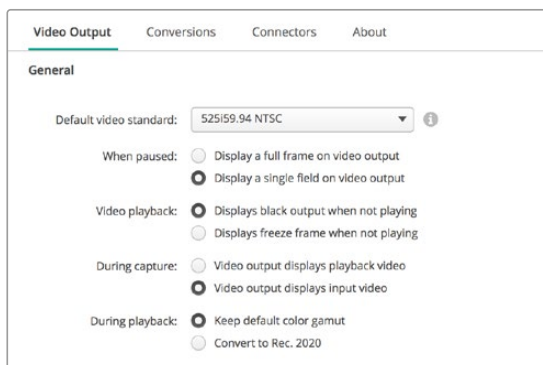 Video Output Conversions Connectors About
General
Default video standard: 525i59.94 NTSC
When paused: Display a full frame on video output
Display a single field on video output
Video playback: Displays black output when not playing
Displays freeze frame when not playing
During capture: Video output displays playback video
Video output displays input video
During playback: Keep default color gamut
Convert to Rec. 2020